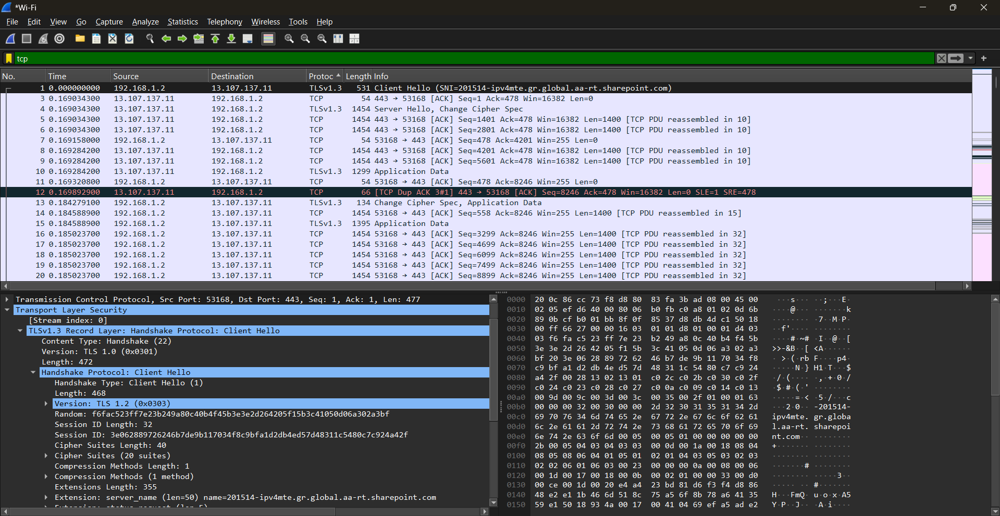 *Wi-Fi
File Edit View Go Capture Analyze Statistics Telephony Wireless Tools Help
tcp
No. Time Source Destination Protoc Length Info
1 0.000000000 192.168.1.2 13.107.137.11 TLSv1.3 531 Client Hello (SNI=201514-ipv4mte.gr.global.aa-rt.sharepoint.com)
3 0.169034300 13.107.137.11 192.168.1.2 TCP 54 443 → 53168 [ACK] Seq=1 Ack=478 Win=16382 Len=0
4 0.169034300 13.107.137.11 192.168.1.2 TLSv1.3 1454 Server Hello, Change Cipher Spec
5 0.169034300 13.107.137.11 192.168.1.2 TCP 1454 443 → 53168 [ACK] Seq=1401 Ack=478 Win=16382 Len=1400 [TCP PDU reassembled in 10]
6 0.169034300 13.107.137.11 192.168.1.2 TCP 1454 443 → 53168 [ACK] Seq=2801 Ack=478 Win=16382 Len=1400 [TCP PDU reassembled in 10]
7 0.169158000 192.168.1.2 13.107.137.11 TCP 54 53168 → 443 [ACK] Seq=478 Ack=4201 Win=255 Len=0
8 0.169284200 13.107.137.11 192.168.1.2 TCP 1454 443 → 53168 [ACK] Seq=4201 Ack=478 Win=16382 Len=1400 [TCP PDU reassembled in 10]
9 0.169284200 13.107.137.11 192.168.1.2 TCP 1454 443 → 53168 [ACK] Seq=5601 Ack=478 Win=16382 Len=1400 [TCP PDU reassembled in 10]
10 0.169284200 13.107.137.11 192.168.1.2 TLSv1.3 1299 Application Data
11 0.169320800 192.168.1.2 13.107.137.11 TCP 54 53168 → 443 [ACK] Seq=478 Ack=8246 Win=255 Len=0
12 0.169892900 13.107.137.11 192.168.1.2 TCP 66 [TCP Dup ACK 3#1] 443 → 53168 [ACK] Seq=8246 Ack=478 Win=16382 Len=0 SLE=1 SRE=478
13 0.184279100 192.168.1.2 13.107.137.11 TLSv1.3 134 Change Cipher Spec, Application Data
14 0.184588900 192.168.1.2 13.107.137.11 TCP 1454 53168 → 443 [ACK] Seq=558 Ack=8246 Win=255 Len=1400 [TCP PDU reassembled in 15]
15 0.184588900 192.168.1.2 13.107.137.11 TLSv1.3 1395 Application Data
16 0.185023700 192.168.1.2 13.107.137.11 TCP 1454 53168 → 443 [ACK] Seq=3299 Ack=8246 Win=255 Len=1400 [TCP PDU reassembled in 32]
17 0.185023700 192.168.1.2 13.107.137.11 TCP 1454 53168 → 443 [ACK] Seq=4699 Ack=8246 Win=255 Len=1400 [TCP PDU reassembled in 32]
18 0.185023700 192.168.1.2 13.107.137.11 TCP 1454 53168 → 443 [ACK] Seq=6099 Ack=8246 Win=255 Len=1400 [TCP PDU reassembled in 32]
19 0.185023700 192.168.1.2 13.107.137.11 TCP 1454 53168 → 443 [ACK] Seq=7499 Ack=8246 Win=255 Len=1400 [TCP PDU reassembled in 32]
20 0.185023700 192.168.1.2 13.107.137.11 TCP 1454 53168 → 443 [ACK] Seq=8899 Ack=8246 Win=255 Len=1400 [TCP PDU reassembled in 32]
Transmission Control Protocol, Src Port: 53168, Dst Port: 443, Seq: 1, Ack: 1, Len: 477
Transport Layer Security
[Stream index: 0]
TLSv1.3 Record Layer: Handshake Protocol: Client Hello
Content Type: Handshake (22)
Version: TLS 1.0 (0x0301)
Length: 472
Handshake Protocol: Client Hello
Handshake Type: Client Hello (1)
Length: 468
Version: TLS 1.2 (0x0303)
Random: f6fac523ff7e23b249a80c40b4f45b3e3e2d264205f15b3c41050d06a302a3bf
Session ID Length: 32
Session ID: 3e062889726246b7de9b117034f8c9bfa1d2db4ed57d48311c5480c7c924a42f
Cipher Suites Length: 40
Cipher Suites (20 suites)
Compression Methods Length: 1
Compression Methods (1 method)
Extensions Length: 355
Extension: server_name (len=50) name=201514-ipv4mte.gr.global.aa-rt.sharepoint.com
0000 20 0c 86 cc 73 f8 d8 80 83 fa 3b ad 08 00 45 00 ····s··· ··;···E·
0010 02 05 ef d6 40 00 80 06 b0 fb c0 a8 01 02 0d 6b ····@··· ·······k
0020 89 0b cf b0 01 bb 8f 0f 85 37 d8 db 4d c1 50 18 ········ ·7··M·P·
0030 00 ff 66 27 00 00 16 03 01 01 d8 01 00 01 d4 03 ··f'···· ········
0040 03 f6 fa c5 23 ff 7e 23 b2 49 a8 0c 40 b4 f4 5b ····#·~# ·I··@··[
0050 3e 3e 2d 26 42 05 f1 5b 3c 41 05 0d 06 a3 02 a3 >>-&B··[ <A······
0060 bf 20 3e 06 28 89 72 62 46 b7 de 9b 11 70 34 f8 · >·(·rb F····p4·
0070 c9 bf a1 d2 db 4e d5 7d 48 31 1c 54 80 c7 c9 24 ·····N·} H1·T···$
0080 a4 2f 00 28 13 02 13 01 c0 2c c0 2b c0 30 c0 2f ·/·(···· ·,·+·0·/
0090 c0 24 c0 23 c0 28 c0 27 c0 0a c0 09 c0 14 c0 13 ·$·#·(·' ········
00a0 00 9d 00 9c 00 3d 00 3c 00 35 00 2f 01 00 01 63 ·····=·< ·5·/···c
00b0 00 00 00 32 00 30 00 00 2d 32 30 31 35 31 34 2d ···2·0·· -201514-
00c0 69 70 76 34 6d 74 65 2e 67 72 2e 67 6c 6f 62 61 ipv4mte. gr.globa
00d0 6c 2e 61 61 2d 72 74 2e 73 68 61 72 65 70 6f 69 l.aa-rt. sharepoi
00e0 6e 74 2e 63 6f 6d 00 05 00 05 01 00 00 00 00 00 nt.com·· ········
00f0 2b 00 05 04 03 04 03 03 00 0d 00 1a 00 18 08 04 +······· ········
0100 08 05 08 06 04 01 05 01 02 01 04 03 05 03 02 03 ········ ········
0110 02 02 06 01 06 03 00 23 00 00 00 0a 00 08 00 06 ·······# ········
0120 00 1d 00 17 00 18 00 0b 00 02 01 00 00 33 00 d0 ········ ·····3··
0130 00 ce 00 1d 00 20 e4 a4 23 bd 81 d6 f3 f4 d8 86 ····· ·· #·······
0140 48 e2 e1 1b 46 6d 51 8c 75 a5 6f 8b 78 a6 41 35 H···FmQ· u·o·x·A5
0150 59 e1 50 18 93 4a 00 17 00 41 04 69 ef a5 ad e2 Y·P··J·· ·A·i····